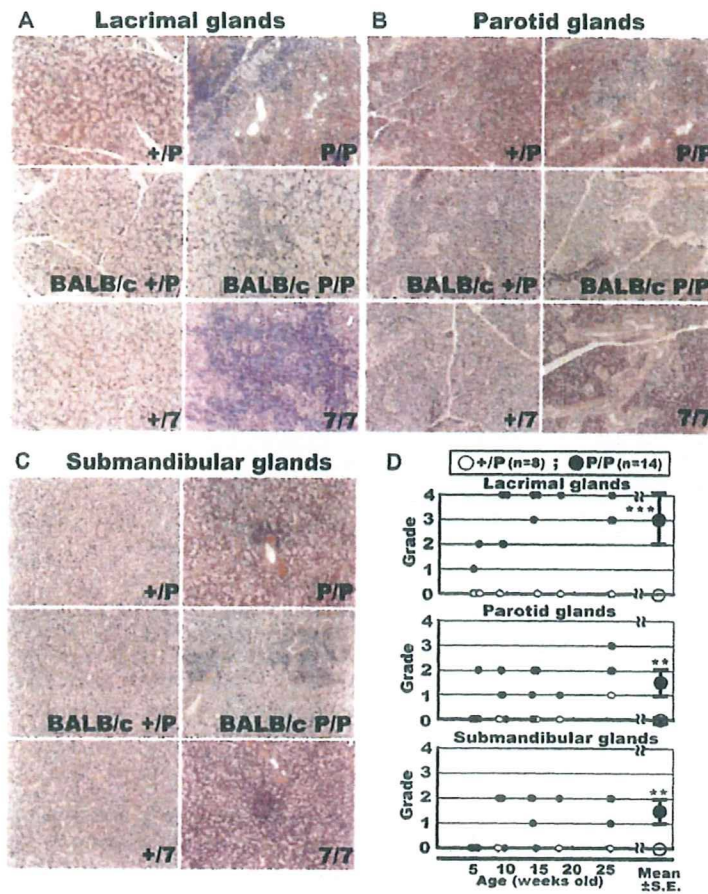 A Lacrimal glands
+/P
P/P
BALB/c +/P
BALB/c P/P
+/7
7/7
B Parotid glands
+/P
P/P
BALB/c +/P
BALB/c P/P
+/7
7/7
C Submandibular glands
+/P
P/P
BALB/c +/P
BALB/c P/P
+/7
7/7
D
+/P (n=8) ; P/P (n=14)
Lacrimal glands
Grade
4
3
2
1
0
***
Parotid glands
Grade
4
3
2
1
0
**
Submandibular glands
Grade
4
3
2
1
0
**
5 10 15 20 25
Age (weeks old)
Mean
±S.E.